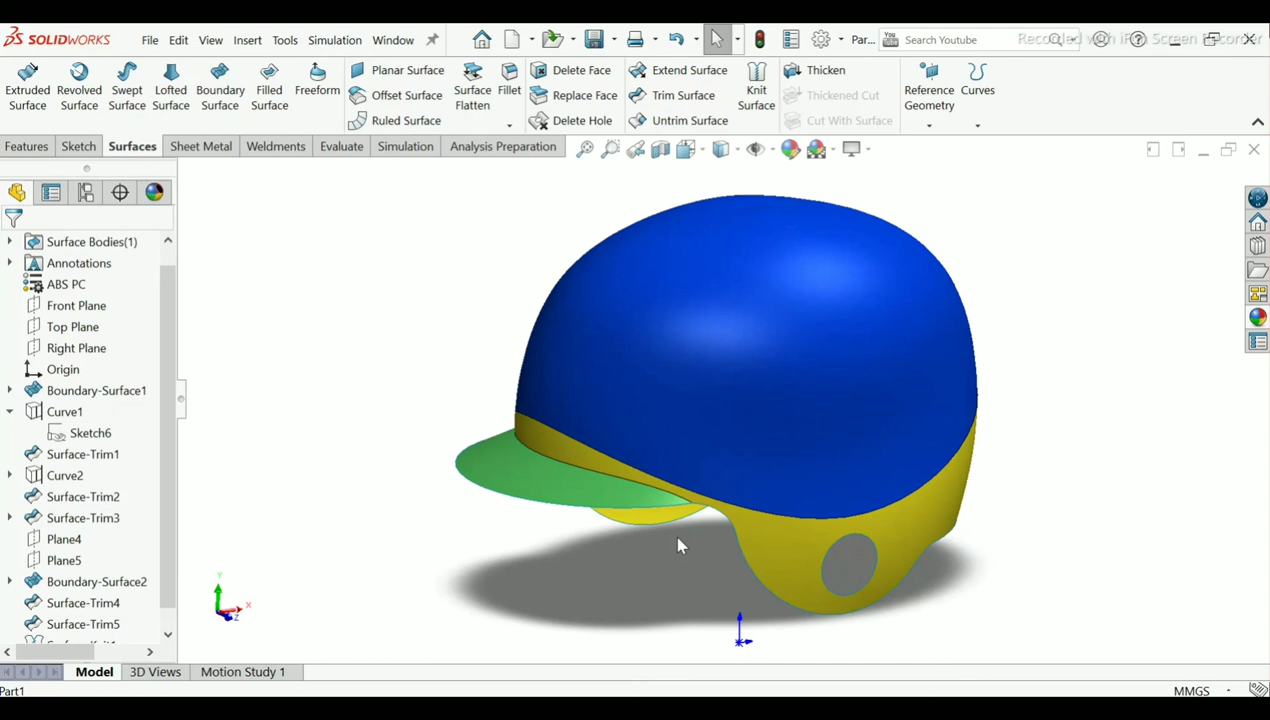 SOLIDWORKS File Edit View Insert Tools Simulation Window Par... Search Youtube
Recorded with iFun Screen Recorder
Extruded Surface
Revolved Surface
Swept Surface
Lofted Surface
Boundary Surface
Filled Surface
Freeform
Planar Surface
Offset Surface
Ruled Surface
Surface Flatten
Fillet
Delete Face
Replace Face
Delete Hole
Extend Surface
Trim Surface
Untrim Surface
Knit Surface
Thicken
Thickened Cut
Cut With Surface
Reference Geometry
Curves
Features Sketch Surfaces Sheet Metal Weldments Evaluate Simulation Analysis Preparation
Surface Bodies(1)
Annotations
ABS PC
Front Plane
Top Plane
Right Plane
Origin
Boundary-Surface1
Curve1
Sketch6
Surface-Trim1
Curve2
Surface-Trim2
Surface-Trim3
Plane4
Plane5
Boundary-Surface2
Surface-Trim4
Surface-Trim5
Y
X
Z
Model 3D Views Motion Study 1
Part1 MMGS